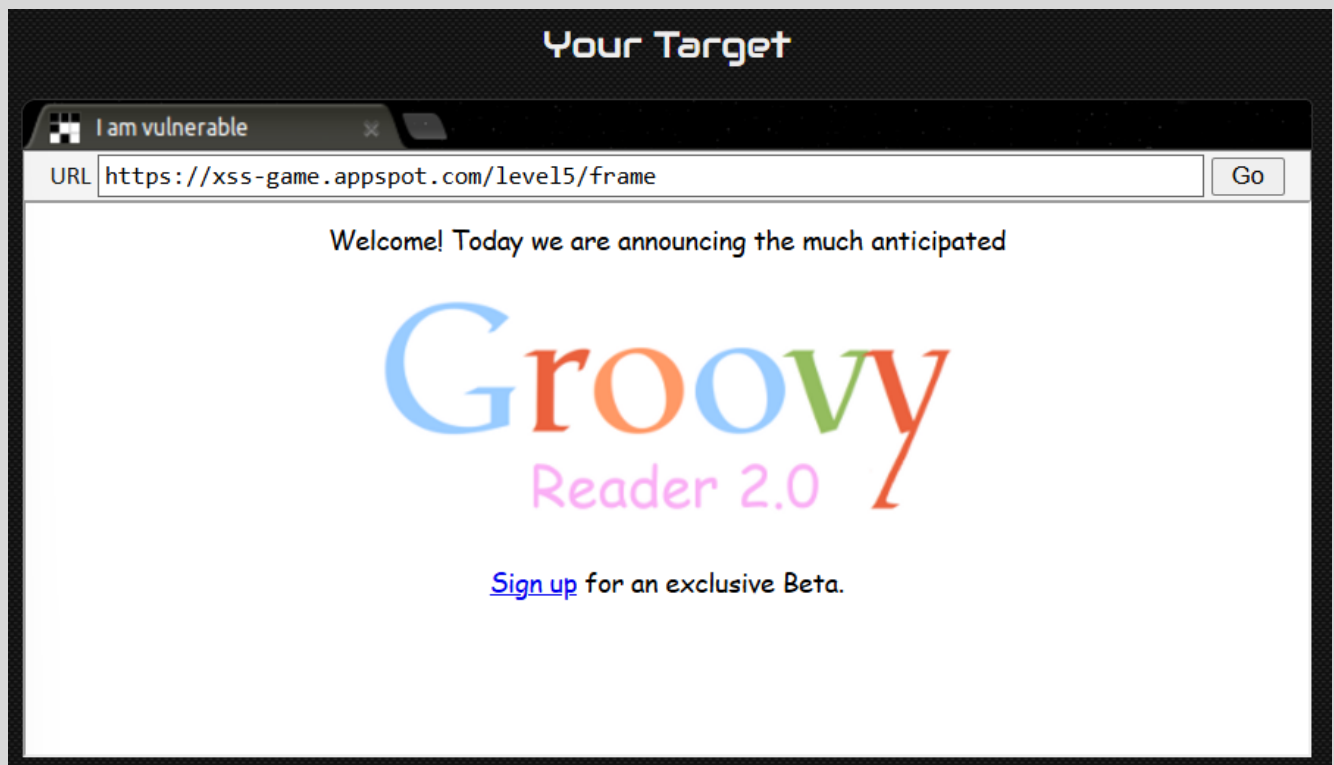 Your Target
I am vulnerable
URL https://xss-game.appspot.com/level5/frame Go
Welcome! Today we are announcing the much anticipated
Groovy
Reader 2.0
Sign up for an exclusive Beta.